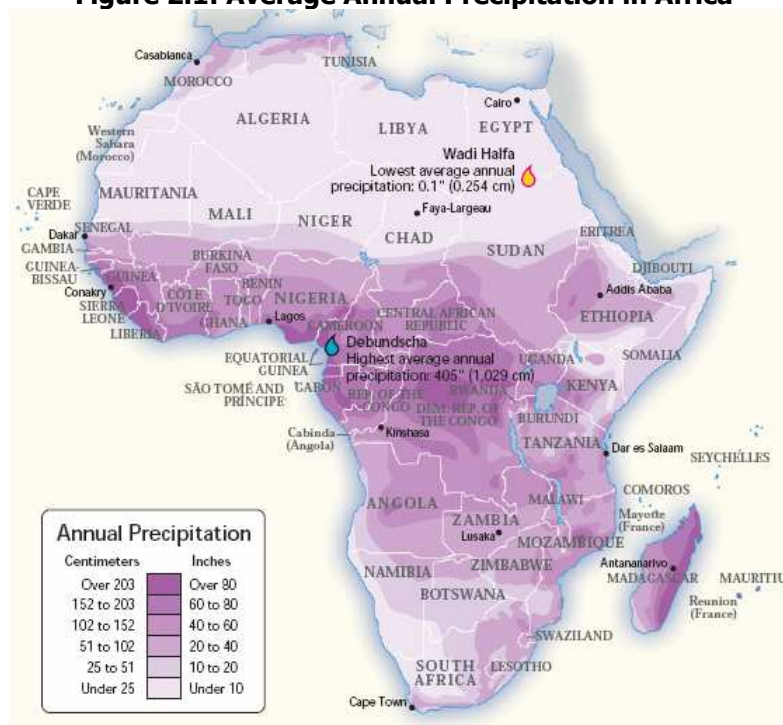 Figure 2.1: Average Annual Precipitation in Africa
Casablanca
TUNISIA
MOROCCO
Cairo
ALGERIA
LIBYA
EGYPT
Western
Sahara
(Morocco)
Wadi Halfa
Lowest average annual
precipitation: 0.1" (0.254 cm)
CAPE
VERDE
MAURITANIA
MALI
NIGER
Faya-Largeau
CHAD
Dakar
SENEGAL
SUDAN
ERITREA
GAMBIA
GUINEA-
BISSAU
GUINEA
BURKINA
FASO
DJIBOUTI
BENIN
NIGERIA
Addis Ababa
Conakry
SIERRA
LEONE
CÔTE
D'IVOIRE
TOGO
CENTRAL AFRICAN
REPUBLIC
ETHIOPIA
LIBERIA
GHANA
Lagos
CAMEROON
Debundscha
Highest average annual
precipitation: 405" (1,029 cm)
EQUATORIAL
GUINEA
UGANDA
SOMALIA
SÃO TOMÉ AND
PRÍNCIPE
GABON
REP. OF THE
CONGO
RWANDA
KENYA
DEM. REP. OF
THE CONGO
BURUNDI
Cabinda
(Angola)
Kinshasa
TANZANIA
Dar es Salaam
SEYCHELLES
ANGOLA
MALAWI
COMOROS
Mayotte
(France)
ZAMBIA
Lusaka
MOZAMBIQUE
Antananarivo
MADAGASCAR
MAURITIU
NAMIBIA
ZIMBABWE
BOTSWANA
Reunion
(France)
SWAZILAND
SOUTH
AFRICA
LESOTHO
Cape Town
Annual Precipitation
Centimeters Inches
Over 203 Over 80
152 to 203 60 to 80
102 to 152 40 to 60
51 to 102 20 to 40
25 to 51 10 to 20
Under 25 Under 10